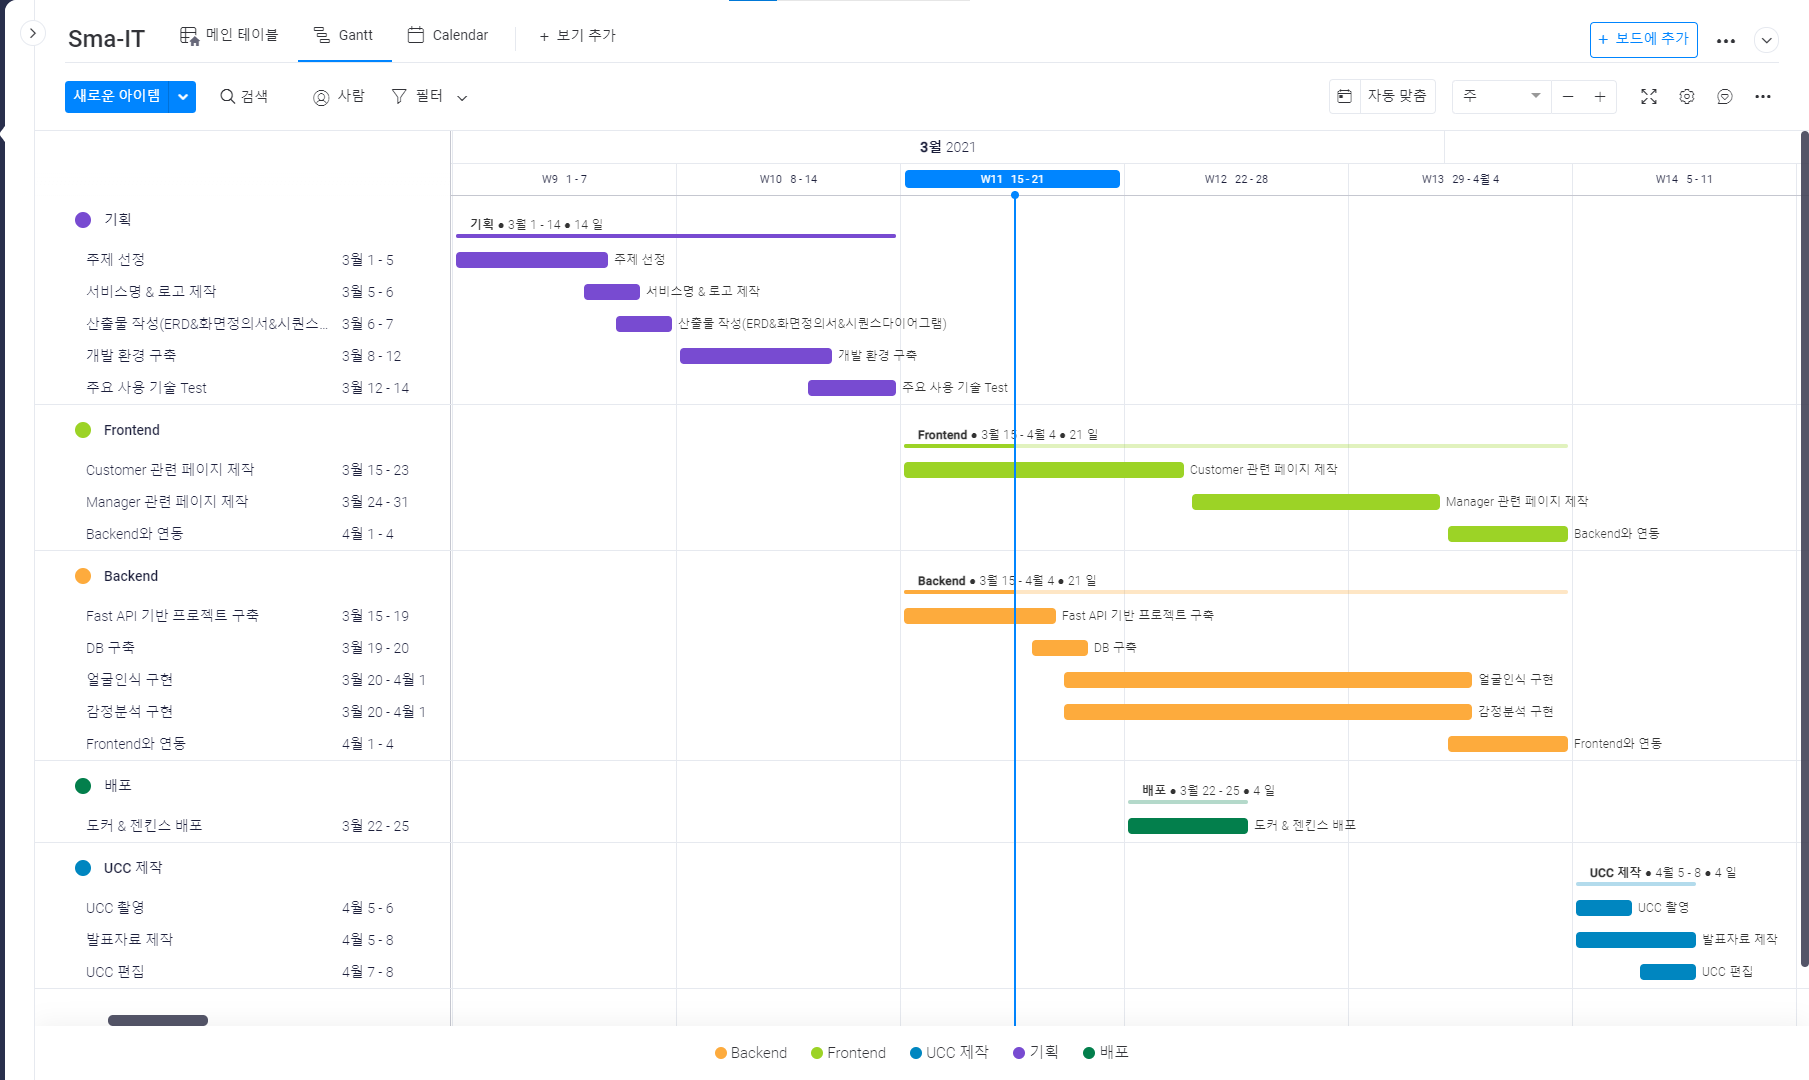 Sma-IT 메인 테이블 Gantt Calendar + 보기 추가 + 보드에 추가
새로운 아이템 검색 사람 필터 자동 맞춤 주
3월 2021
W9 1 - 7 W10 8 - 14 W11 15 - 21 W12 22 - 28 W13 29 - 4월 4 W14 5 - 11
기획 기획 ● 3월 1 - 14 ● 14 일
주제 선정 3월 1 - 5 주제 선정
서비스명 & 로고 제작 3월 5 - 6 서비스명 & 로고 제작
산출물 작성(ERD&화면정의서&시퀀스... 3월 6 - 7 산출물 작성(ERD&화면정의서&시퀀스다이어그램)
개발 환경 구축 3월 8 - 12 개발 환경 구축
주요 사용 기술 Test 3월 12 - 14 주요 사용 기술 Test
Frontend Frontend ● 3월 15 - 4월 4 ● 21 일
Customer 관련 페이지 제작 3월 15 - 23 Customer 관련 페이지 제작
Manager 관련 페이지 제작 3월 24 - 31 Manager 관련 페이지 제작
Backend와 연동 4월 1 - 4 Backend와 연동
Backend Backend ● 3월 15 - 4월 4 ● 21 일
Fast API 기반 프로젝트 구축 3월 15 - 19 Fast API 기반 프로젝트 구축
DB 구축 3월 19 - 20 DB 구축
얼굴인식 구현 3월 20 - 4월 1 얼굴인식 구현
감정분석 구현 3월 20 - 4월 1 감정분석 구현
Frontend와 연동 4월 1 - 4 Frontend와 연동
배포 배포 ● 3월 22 - 25 ● 4 일
도커 & 젠킨스 배포 3월 22 - 25 도커 & 젠킨스 배포
UCC 제작 UCC 제작 ● 4월 5 - 8 ● 4 일
UCC 촬영 4월 5 - 6 UCC 촬영
발표자료 제작 4월 5 - 8 발표자료 제작
UCC 편집 4월 7 - 8 UCC 편집
Backend Frontend UCC 제작 기획 배포